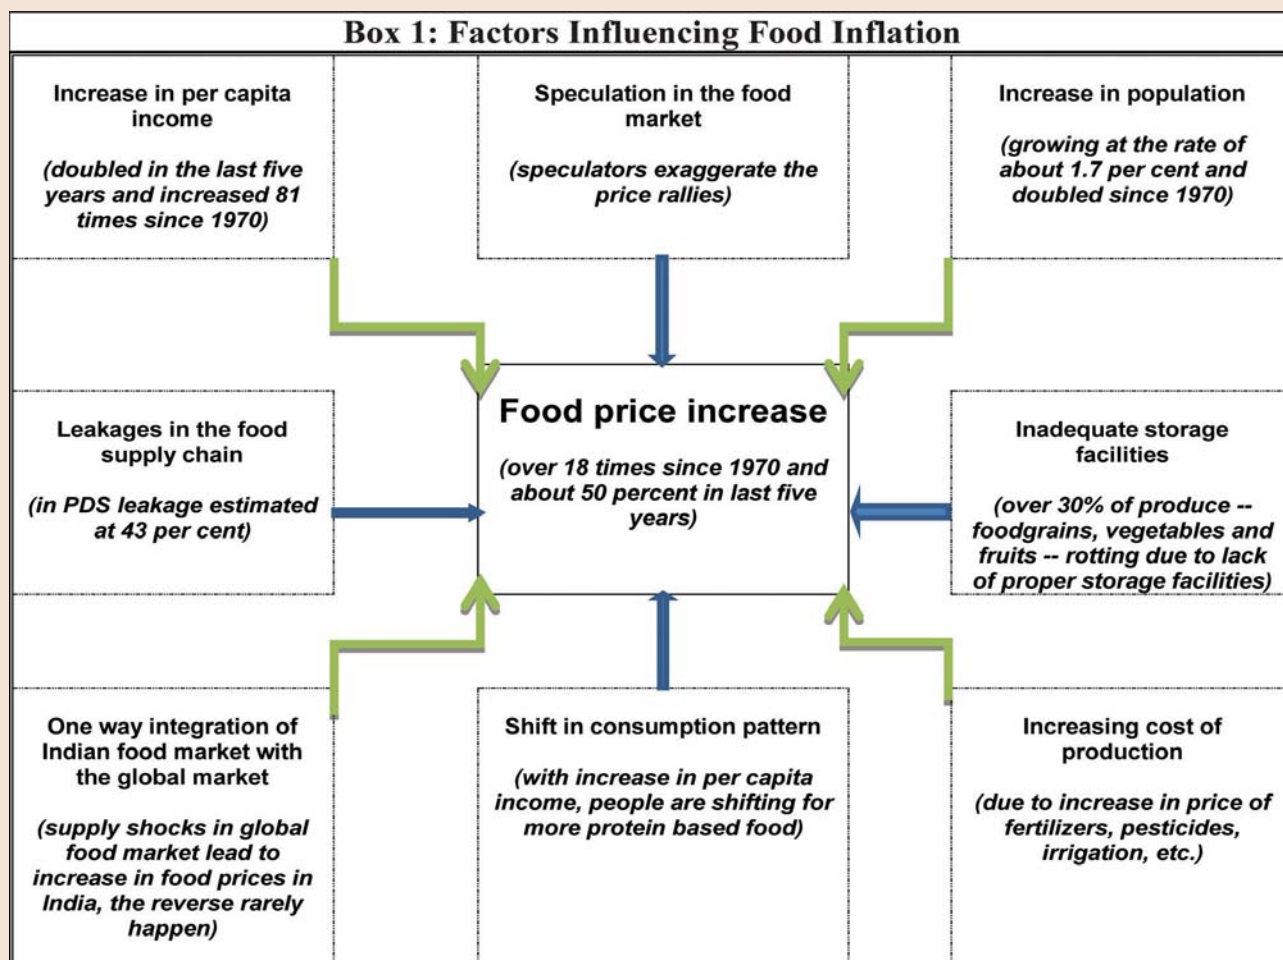 Box 1: Factors Influencing Food Inflation
Increase in per capita
income
(doubled in the last five
years and increased 81
times since 1970)
Speculation in the food
market
(speculators exaggerate the
price rallies)
Increase in population
(growing at the rate of
about 1.7 per cent and
doubled since 1970)
Leakages in the food
supply chain
(in PDS leakage estimated
at 43 per cent)
Food price increase
(over 18 times since 1970 and
about 50 percent in last five
years)
Inadequate storage
facilities
(over 30% of produce --
foodgrains, vegetables and
fruits -- rotting due to lack
of proper storage facilities)
One way integration of
Indian food market with
the global market
(supply shocks in global
food market lead to
increase in food prices in
India, the reverse rarely
happen)
Shift in consumption pattern
(with increase in per capita
income, people are shifting for
more protein based food)
Increasing cost of
production
(due to increase in price of
fertilizers, pesticides,
irrigation, etc.)